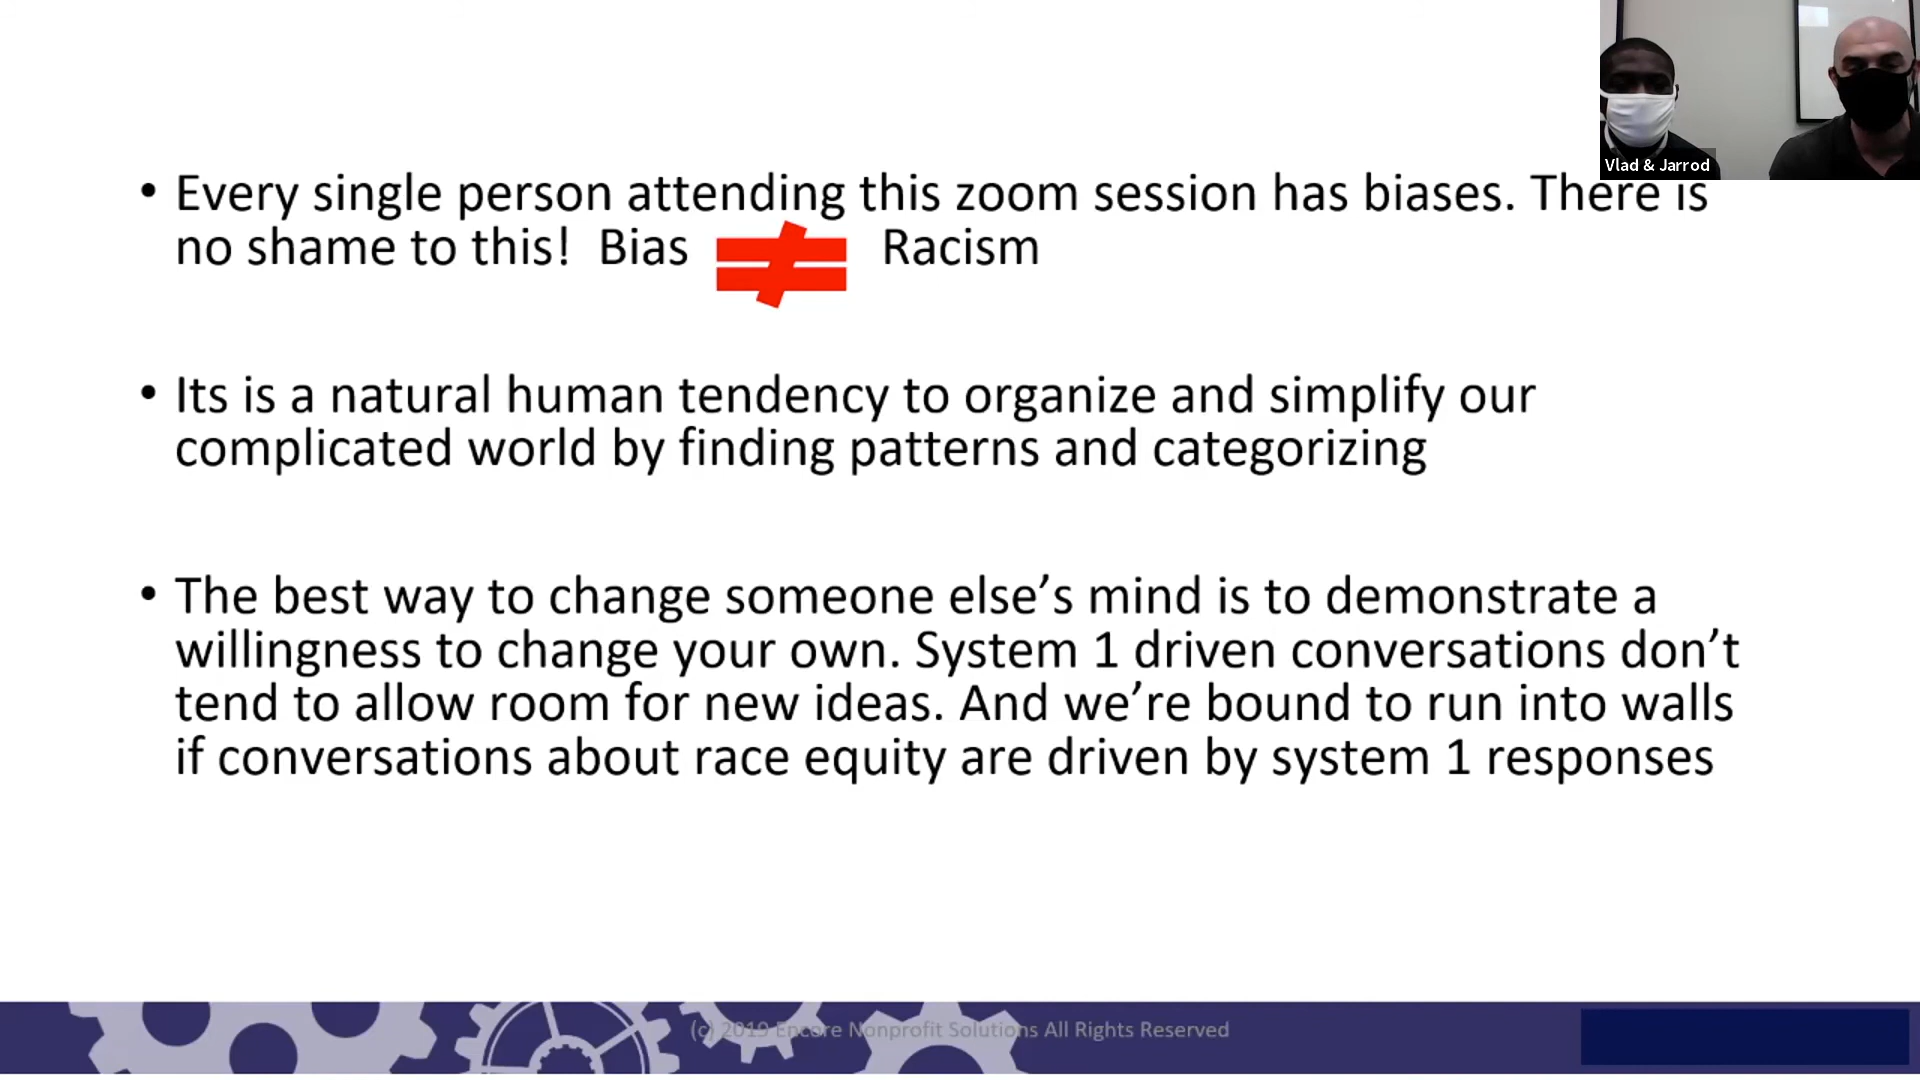 Vlad & Jarrod
• Every single person attending this zoom session has biases. There is
no shame to this! Bias ≠ Racism
• Its is a natural human tendency to organize and simplify our
complicated world by finding patterns and categorizing
• The best way to change someone else’s mind is to demonstrate a
willingness to change your own. System 1 driven conversations don’t
tend to allow room for new ideas. And we’re bound to run into walls
if conversations about race equity are driven by system 1 responses
(c) 2019 Encore Nonprofit Solutions All Rights Reserved